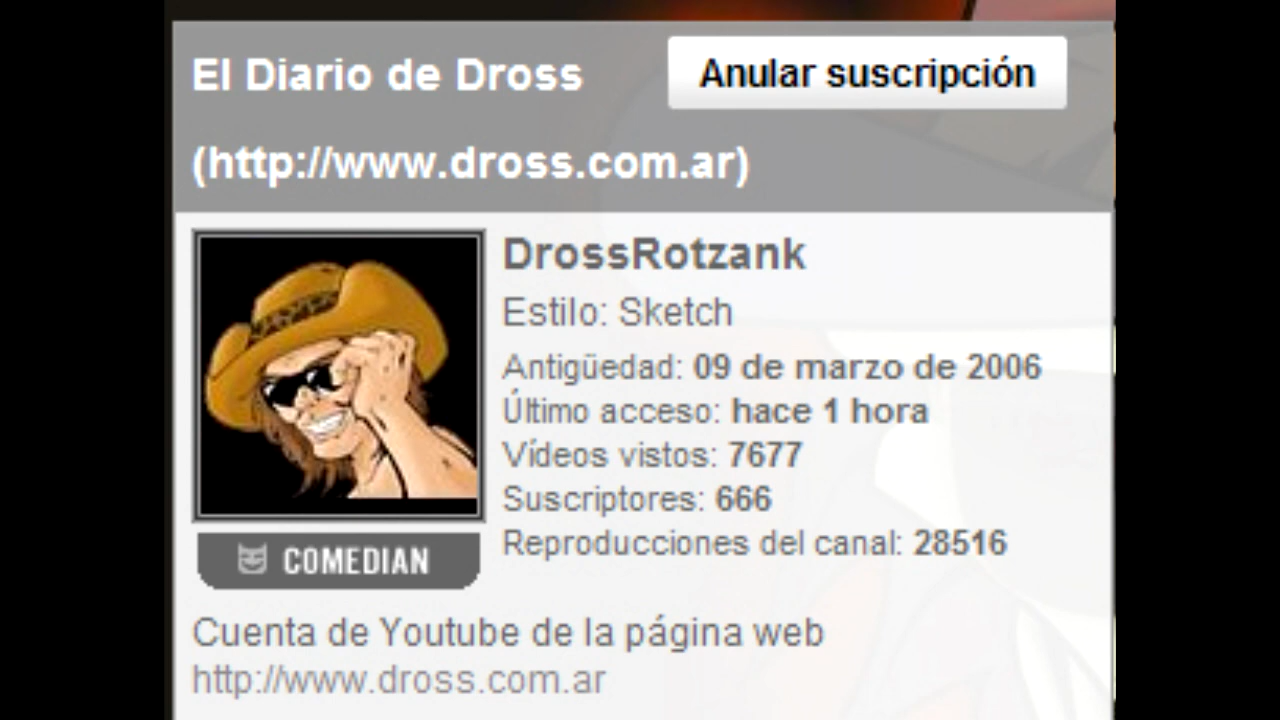 El Diario de Dross
Anular suscripción
(http://www.dross.com.ar)
DrossRotzank
Estilo: Sketch
Antigüedad: 09 de marzo de 2006
Último acceso: hace 1 hora
Vídeos vistos: 7677
Suscriptores: 666
Reproducciones del canal: 28516
COMEDIAN
Cuenta de Youtube de la página web
http://www.dross.com.ar